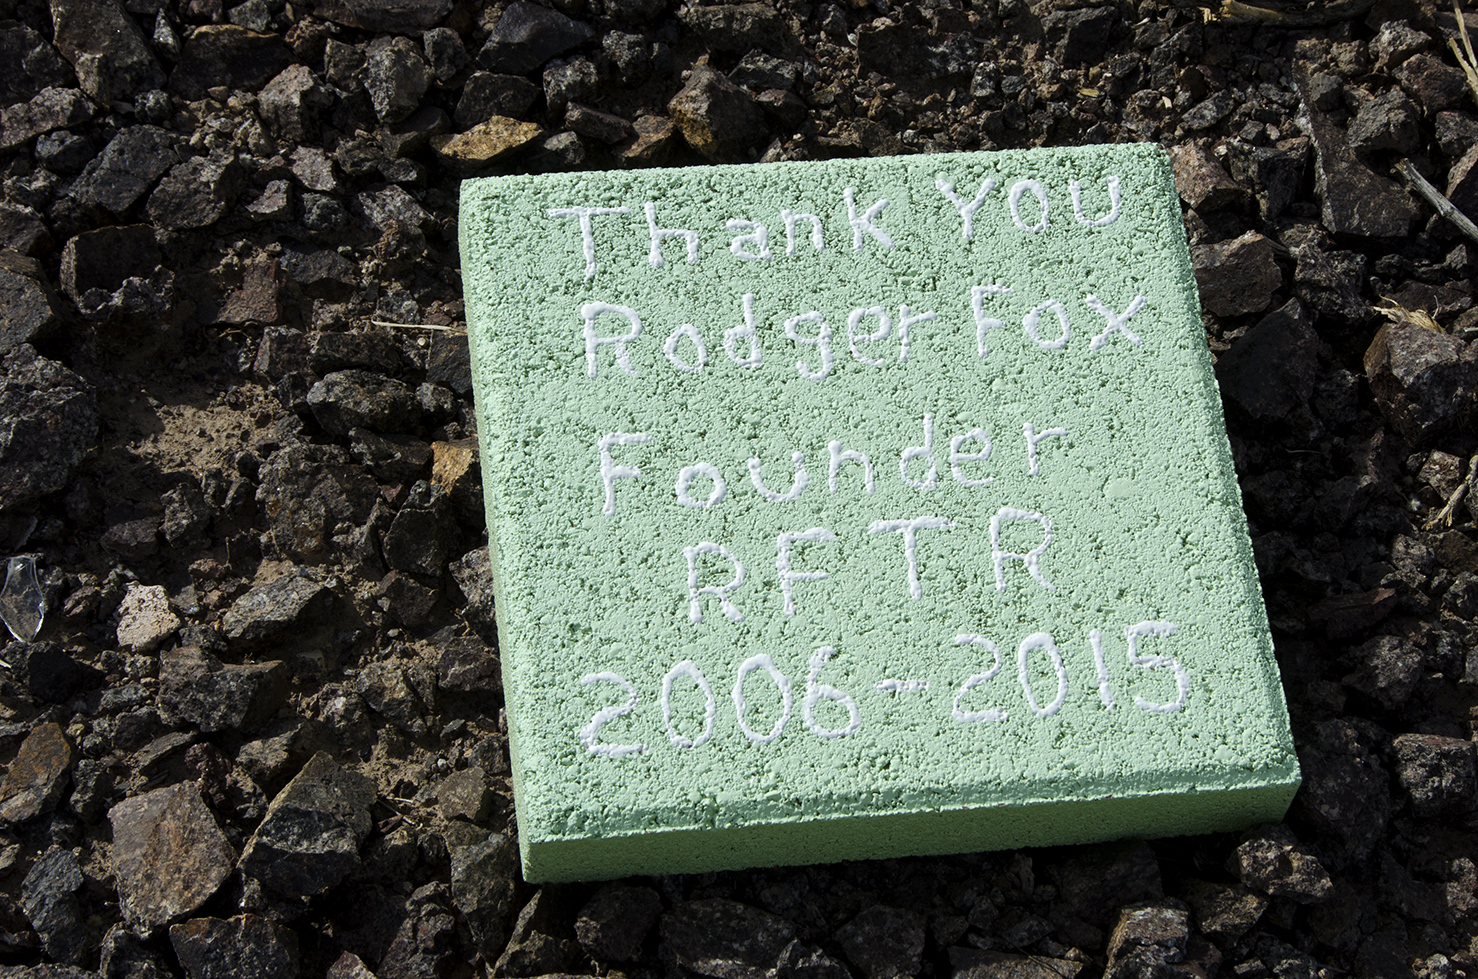 Thank YOU
Rodger Fox
Founder
RFTR
2006-2015